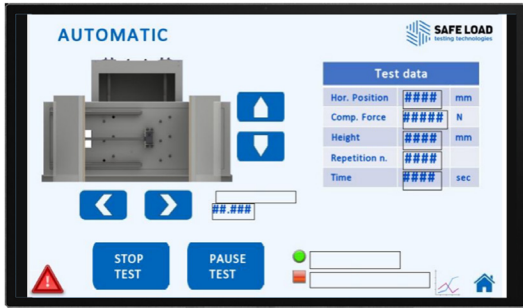 AUTOMATIC
SAFE LOAD
testing technologies
Test data
Hor. Position #### mm
Comp. Force ##### N
Height #### mm
Repetition n. ####
Time #### sec
##.###
STOP
TEST
PAUSE
TEST